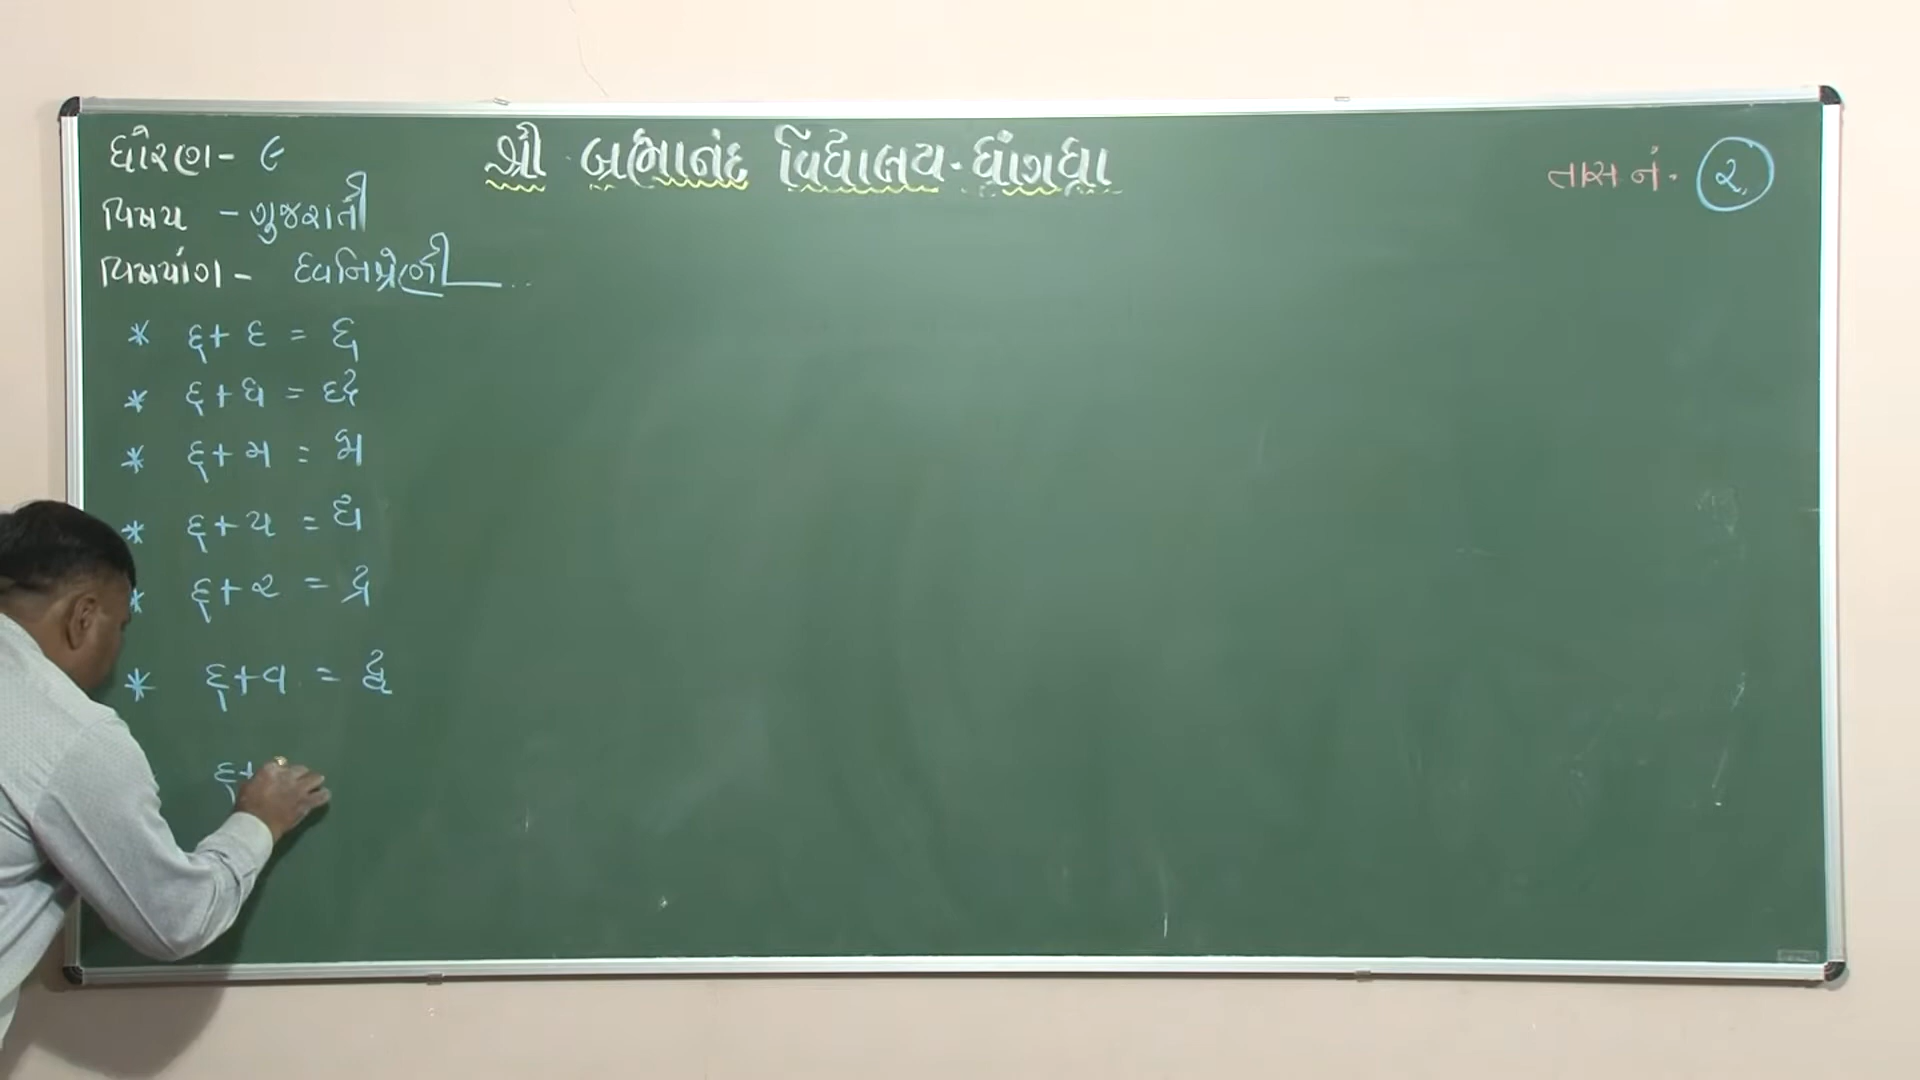 ધોરણ - ૯
શ્રી બ્રહ્માનંદ વિદ્યાલય - ધ્રાંગધ્રા
તાસ નં. ૨
વિષય - ગુજરાતી
વિષયાંગ - ધ્વનિશ્રેણી
* દ્ + દ = દ્દ
* દ્ + ધ = દ્ધ
* દ્ + મ = દ્મ
* દ્ + ય = દ્ય
* દ્ + ર = દ્ર
* દ્ + વ = દ્વ
દ્ +